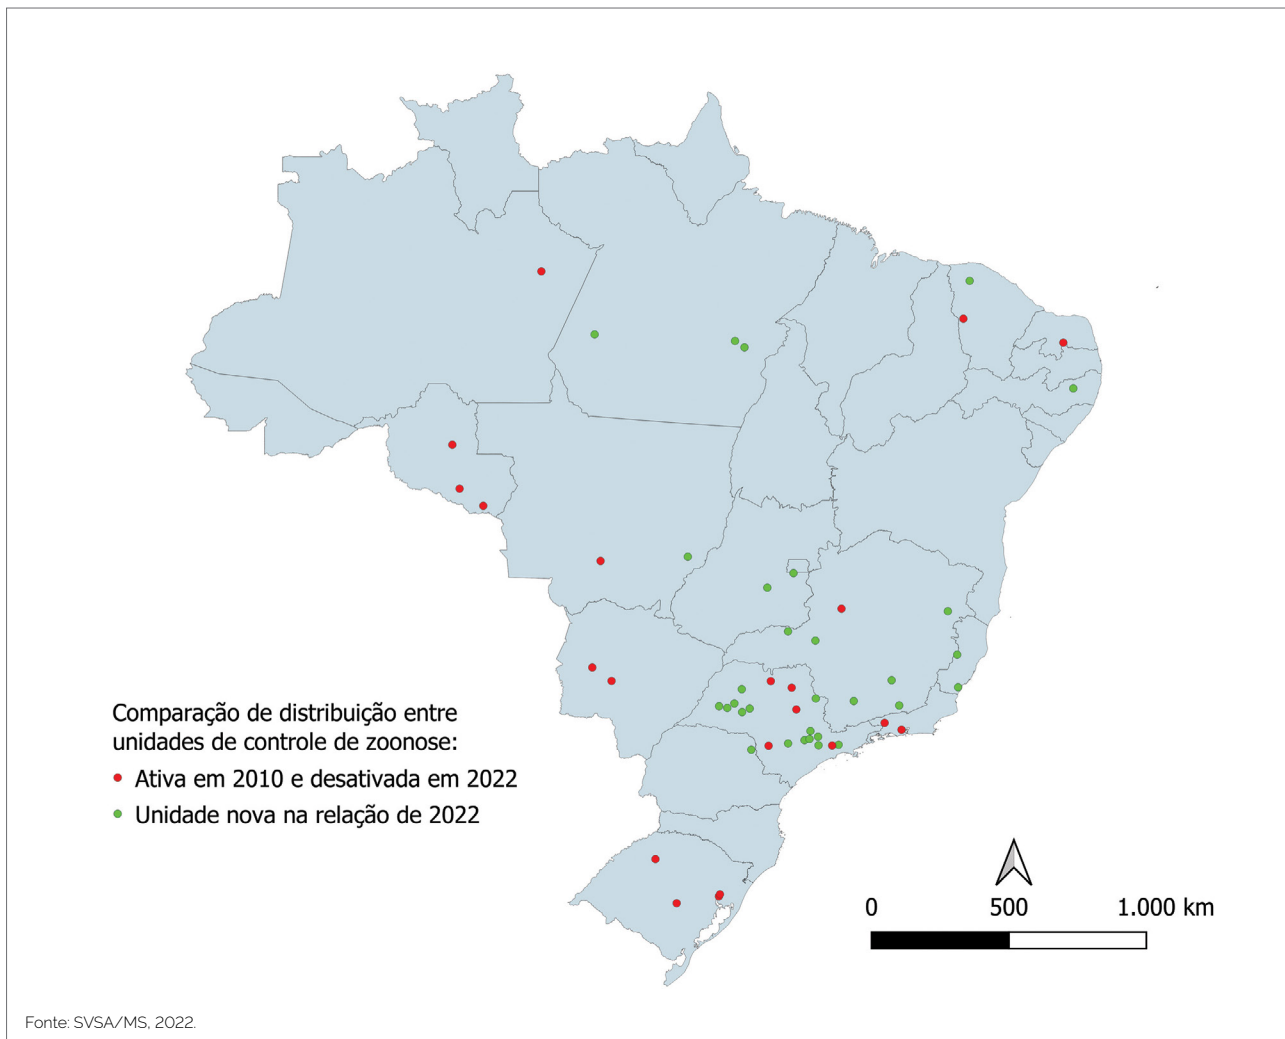 Comparação de distribuição entre
unidades de controle de zoonose:
Ativa em 2010 e desativada em 2022
Unidade nova na relação de 2022
0 500 1.000 km
Fonte: SVSA/MS, 2022.